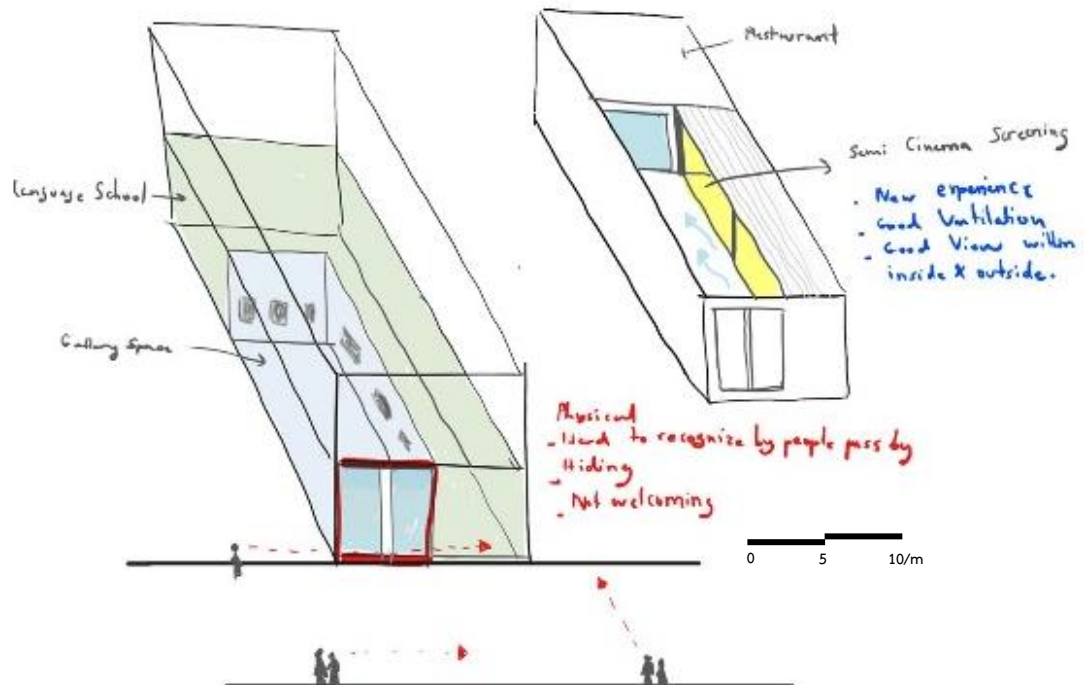 Restaurant
Semi Cinema Screening
. New experience
- Good Ventilation
- Good View within
inside & outside.
Language School
Gallery Space
Physical
- Hard to recognize by people pass by
Hiding
- Not welcoming
0 5 10/m